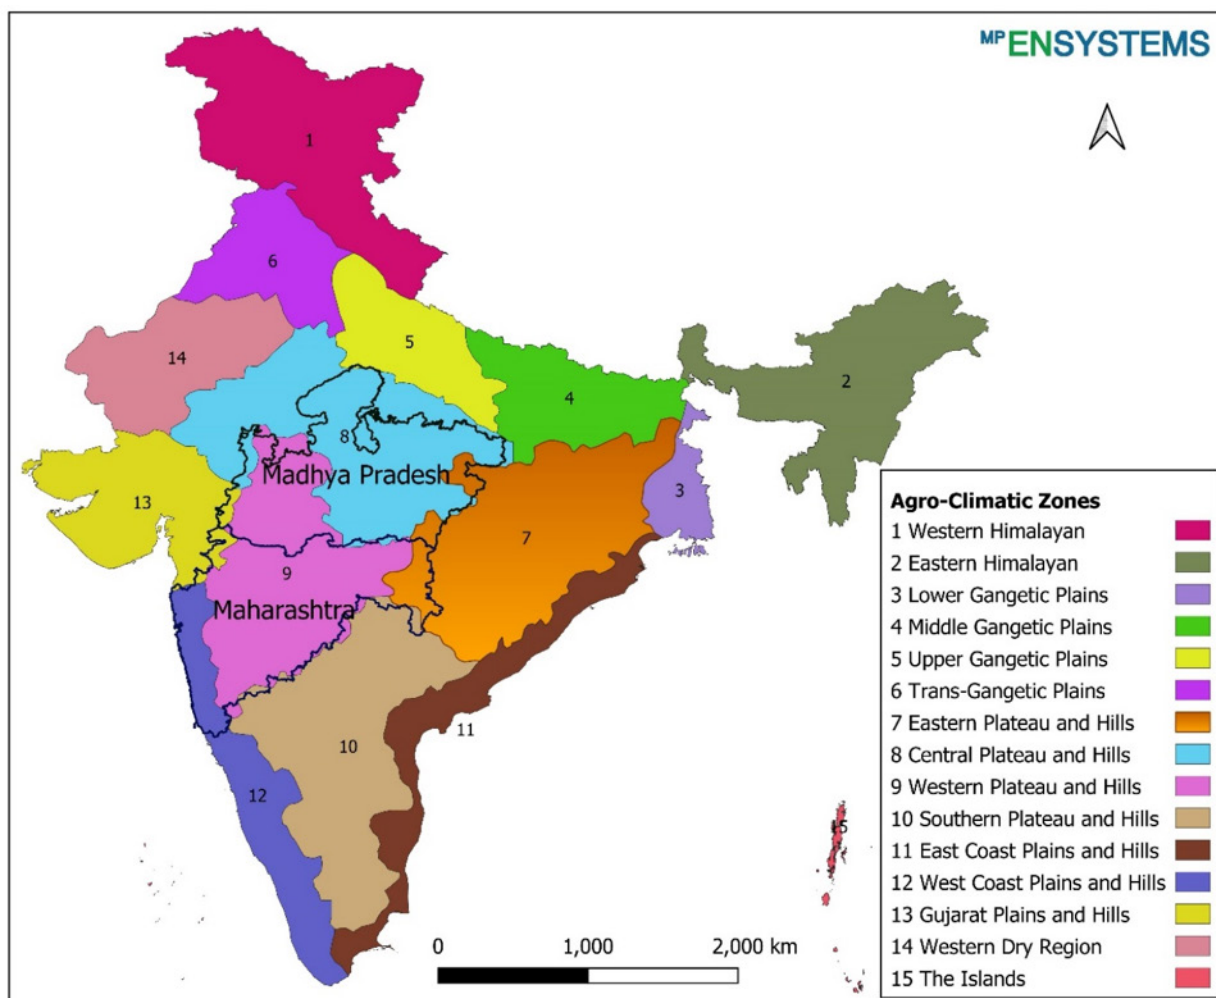 MP ENSYSTEMS
1
6
5
14
2
4
8
Madhya Pradesh
13
3
7
9
Maharashtra
11
10
12
15
0 1,000 2,000 km
Agro-Climatic Zones
1 Western Himalayan
2 Eastern Himalayan
3 Lower Gangetic Plains
4 Middle Gangetic Plains
5 Upper Gangetic Plains
6 Trans-Gangetic Plains
7 Eastern Plateau and Hills
8 Central Plateau and Hills
9 Western Plateau and Hills
10 Southern Plateau and Hills
11 East Coast Plains and Hills
12 West Coast Plains and Hills
13 Gujarat Plains and Hills
14 Western Dry Region
15 The Islands